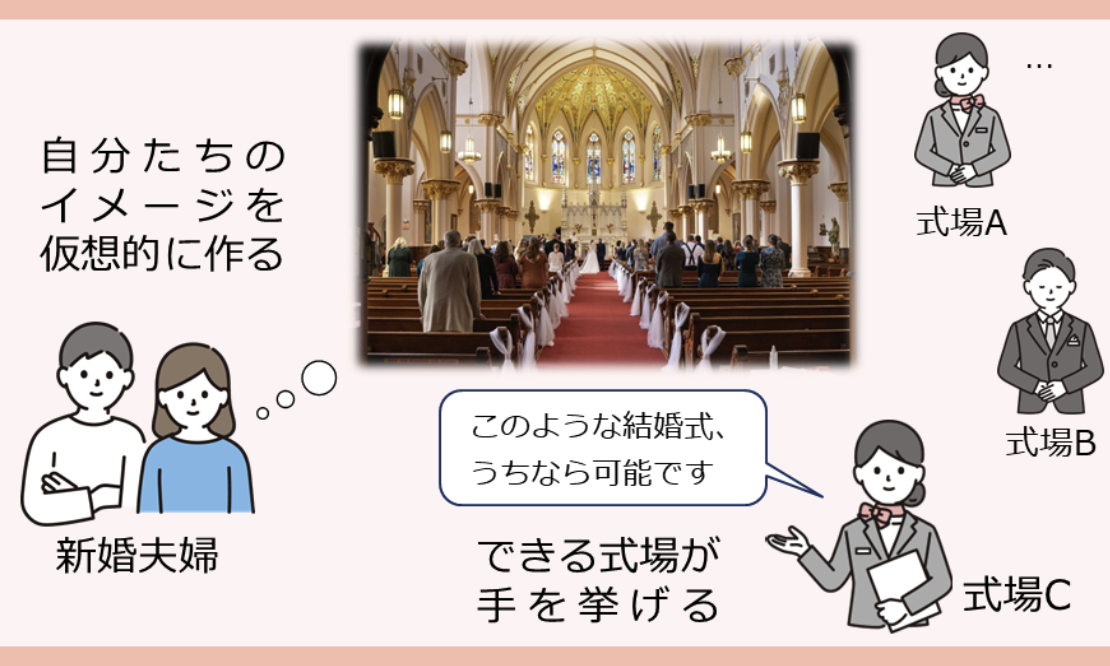 自分たちの
イメージを
仮想的に作る
新婚夫婦
…
式場A
式場B
このような結婚式、
うちなら可能です
できる式場が
手を挙げる
式場C